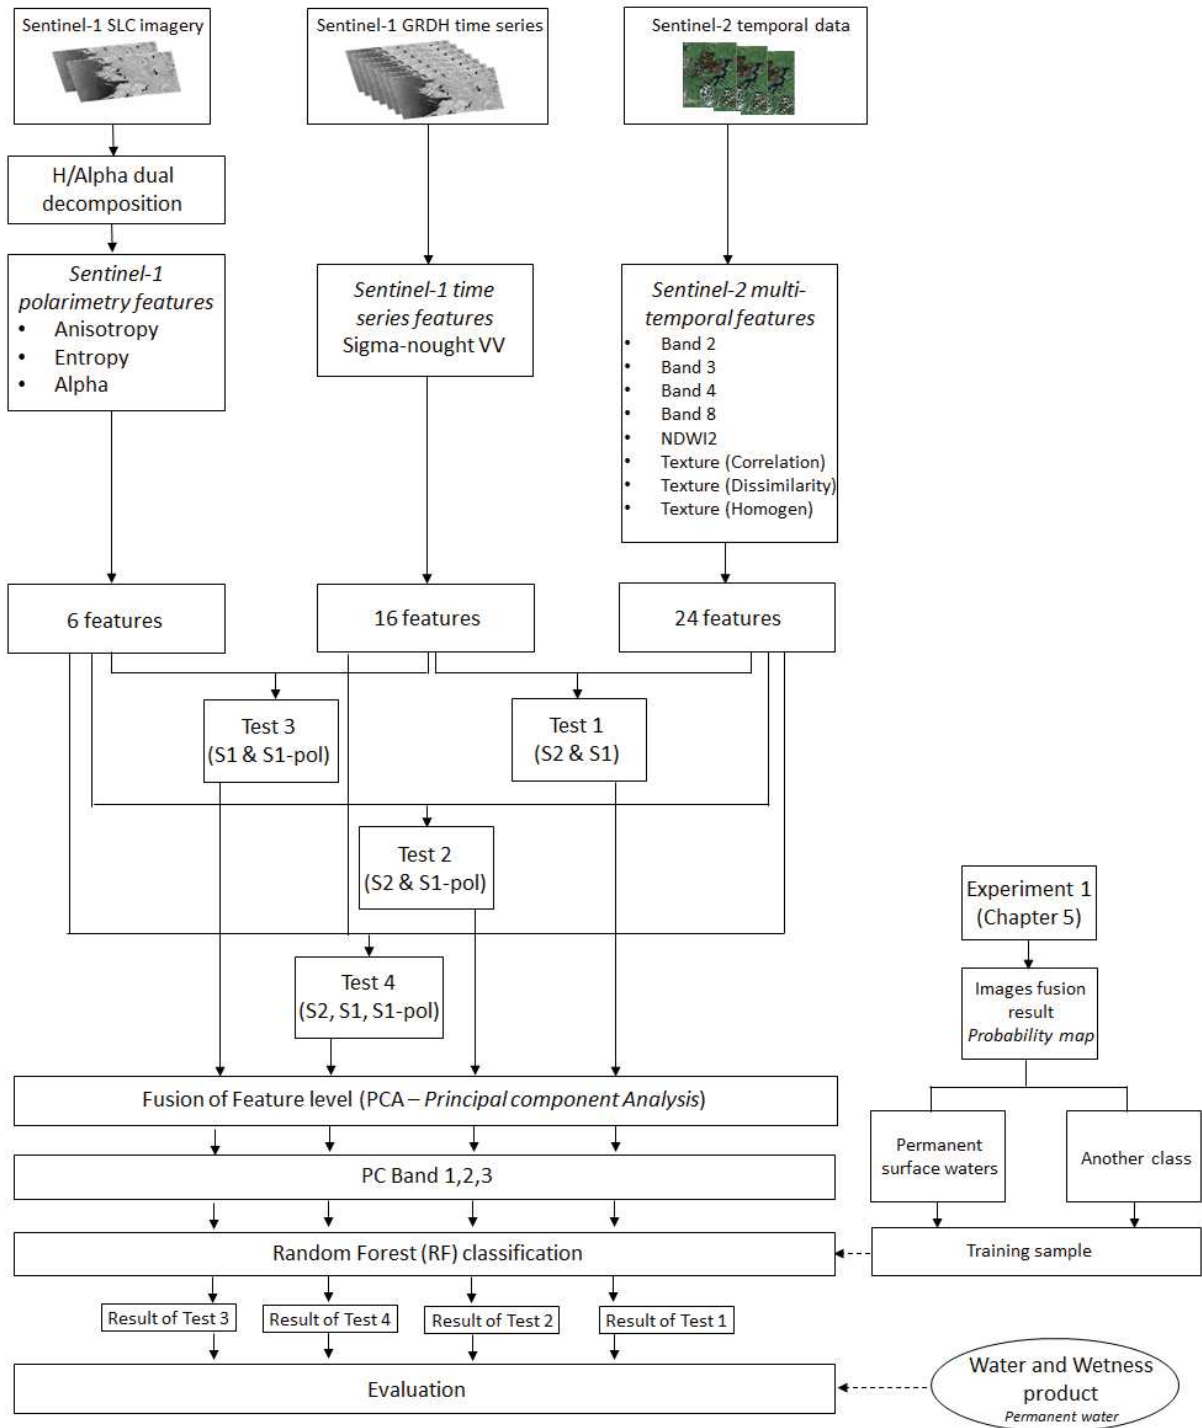 Sentinel-1 SLC imagery
Sentinel-1 GRDH time series
Sentinel-2 temporal data
H/Alpha dual
decomposition
Sentinel-1
polarimetry features
• Anisotropy
• Entropy
• Alpha
Sentinel-1 time
series features
Sigma-nought VV
Sentinel-2 multi-
temporal features
• Band 2
• Band 3
• Band 4
• Band 8
• NDWI2
• Texture (Correlation)
• Texture (Dissimilarity)
• Texture (Homogen)
6 features
16 features
24 features
Test 3
(S1 & S1-pol)
Test 1
(S2 & S1)
Test 2
(S2 & S1-pol)
Test 4
(S2, S1, S1-pol)
Experiment 1
(Chapter 5)
Images fusion
result
Probability map
Fusion of Feature level (PCA – Principal component Analysis)
Permanent
surface waters
Another class
PC Band 1,2,3
Random Forest (RF) classification
Training sample
Result of Test 3
Result of Test 4
Result of Test 2
Result of Test 1
Evaluation
Water and Wetness
product
Permanent water